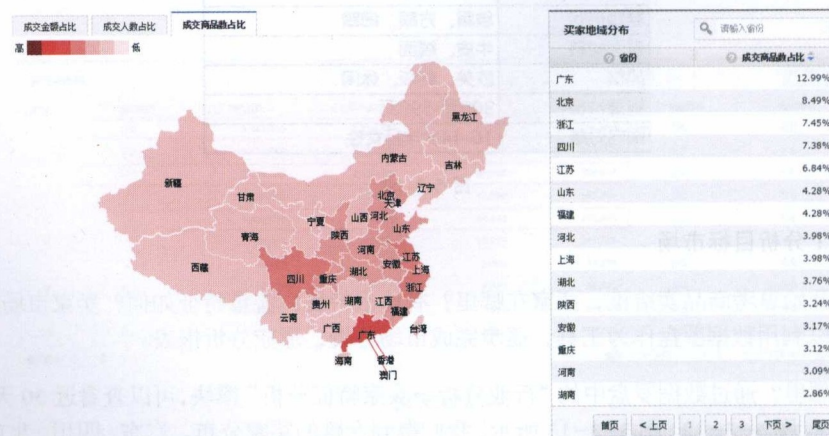 成交金额占比 成交人数占比 成交商品数占比
高 低
黑龙江
内蒙古
吉林
新疆
辽宁
北京
甘肃
天津
宁夏
山西
河北
青海
陕西
山东
河南
西藏
江苏
安徽
上海
四川
重庆
湖北
浙江
湖南
江西
贵州
福建
云南
广西
广东
台湾
海南
香港
澳门
买家地域分布 请输入省份
省份 成交商品数占比
广东 12.99%
北京 8.49%
浙江 7.45%
四川 7.38%
江苏 6.84%
山东 4.28%
福建 4.28%
河北 3.98%
上海 3.98%
湖北 3.76%
陕西 3.24%
安徽 3.17%
重庆 3.12%
河南 3.09%
湖南 2.86%
首页 <上页 1 2 3 下页> 尾页